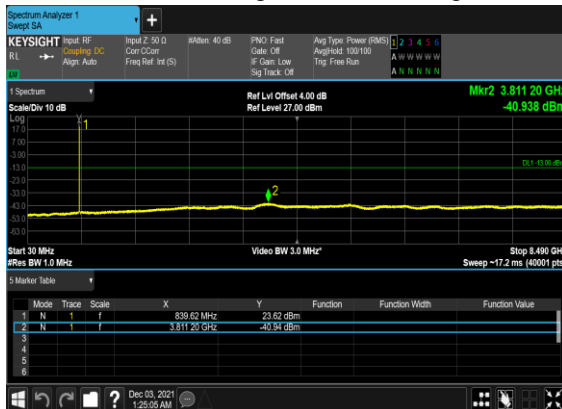 Spectrum Analyzer 1
Swept SA
+
KEYSIGHT Input: RF Input Z: 50 Ω #Atten: 40 dB PNO: Fast Avg Type: Power (RMS) 1 2 3 4 5 6
RL Coupling: DC Corr CCorr Gate: Off Avg|Hold: 100/100 A W W W W W
Align: Auto Freq Ref: Int (S) IF Gain: Low Trig: Free Run
Sig Track: Off A N N N N N
1 Spectrum Ref Lvl Offset 4.00 dB Mkr2 3.811 20 GHz
Scale/Div 10 dB Ref Level 27.00 dBm -40.938 dBm
Log
17.0
7.00
-3.00
-13.0 DL1 -13.00 dBm
-23.0
-33.0
-43.0
-53.0
-63.0
1
2
Start 30 MHz Video BW 3.0 MHz* Stop 8.490 GHz
#Res BW 1.0 MHz Sweep ~17.2 ms (40001 pts)
5 Marker Table
Mode Trace Scale X Y Function Function Width Function Value
1 N 1 f 839.62 MHz 23.62 dBm
2 N 1 f 3.811 20 GHz -40.94 dBm
3
4
5
6
? Dec 03, 2021
1:25:05 AM